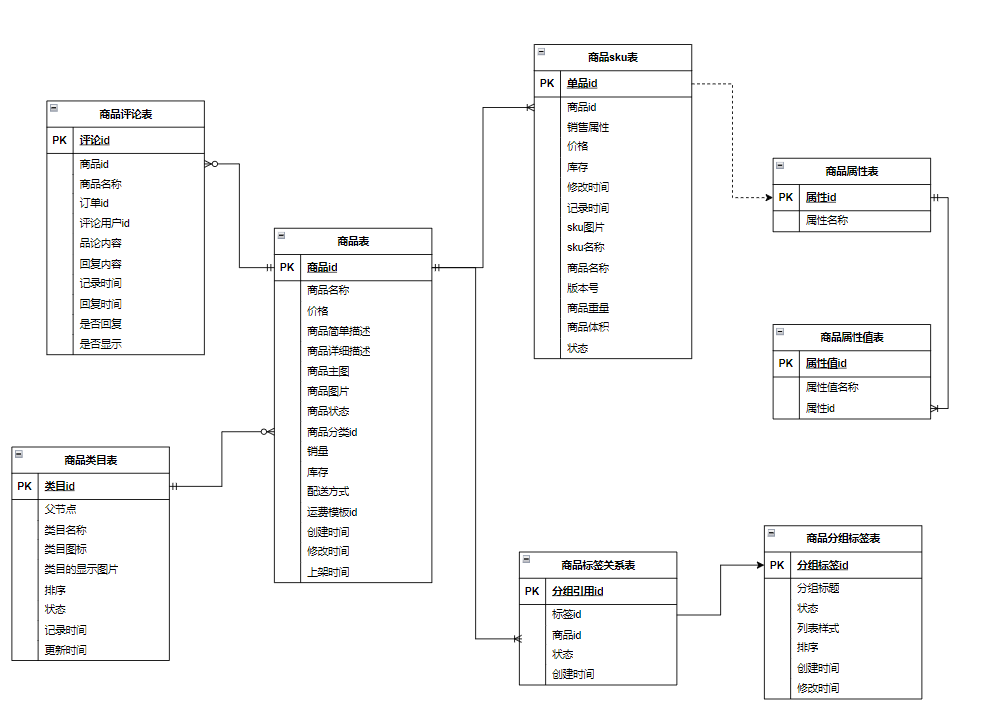 商品评论表
PK 评论id
商品id
商品名称
订单id
评论用户id
品论内容
回复内容
记录时间
回复时间
是否回复
是否显示
商品类目表
PK 类目id
父节点
类目名称
类目图标
类目的显示图片
排序
状态
记录时间
更新时间
商品表
PK 商品id
商品名称
价格
商品简单描述
商品详细描述
商品主图
商品图片
商品状态
商品分类id
销量
库存
配送方式
运费模板id
创建时间
修改时间
上架时间
商品sku表
PK 单品id
商品id
销售属性
价格
库存
修改时间
记录时间
sku图片
sku名称
商品名称
版本号
商品重量
商品体积
状态
商品标签关系表
PK 分组引用id
标签id
商品id
状态
创建时间
商品属性表
PK 属性id
属性名称
商品属性值表
PK 属性值id
属性值名称
属性id
商品分组标签表
PK 分组标签id
分组标题
状态
列表样式
排序
创建时间
修改时间